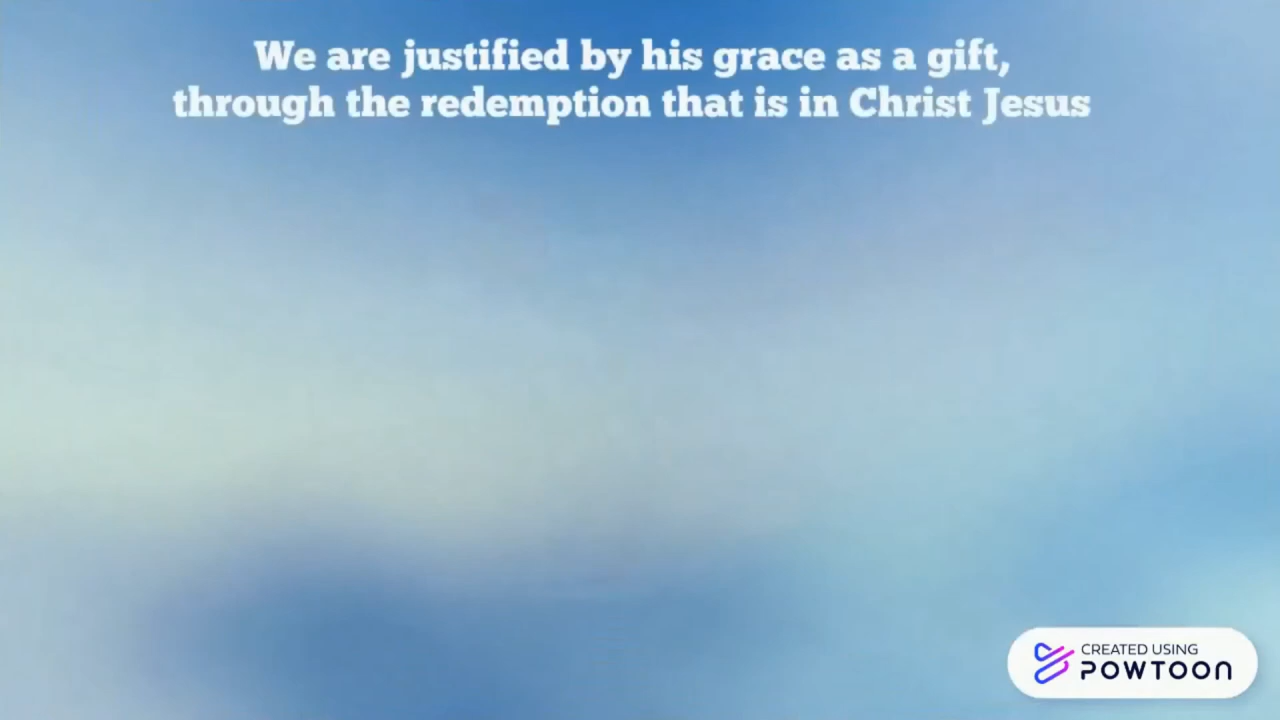 We are justified by his grace as a gift,
through the redemption that is in Christ Jesus
CREATED USING
POWTOON